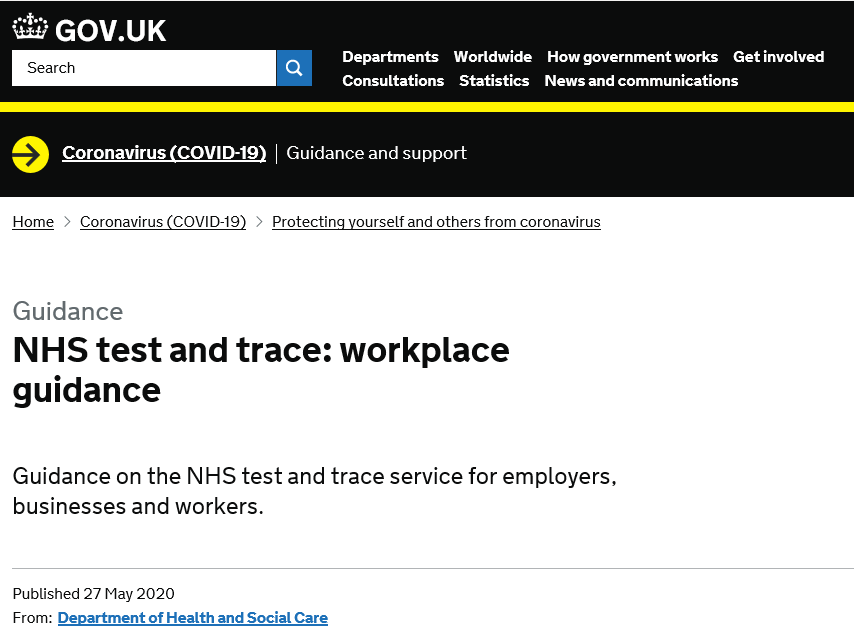 GOV.UK
Search
Departments Worldwide How government works Get involved
Consultations Statistics News and communications
Coronavirus (COVID-19) | Guidance and support
Home > Coronavirus (COVID-19) > Protecting yourself and others from coronavirus
Guidance
NHS test and trace: workplace
guidance
Guidance on the NHS test and trace service for employers,
businesses and workers.
Published 27 May 2020
From: Department of Health and Social Care